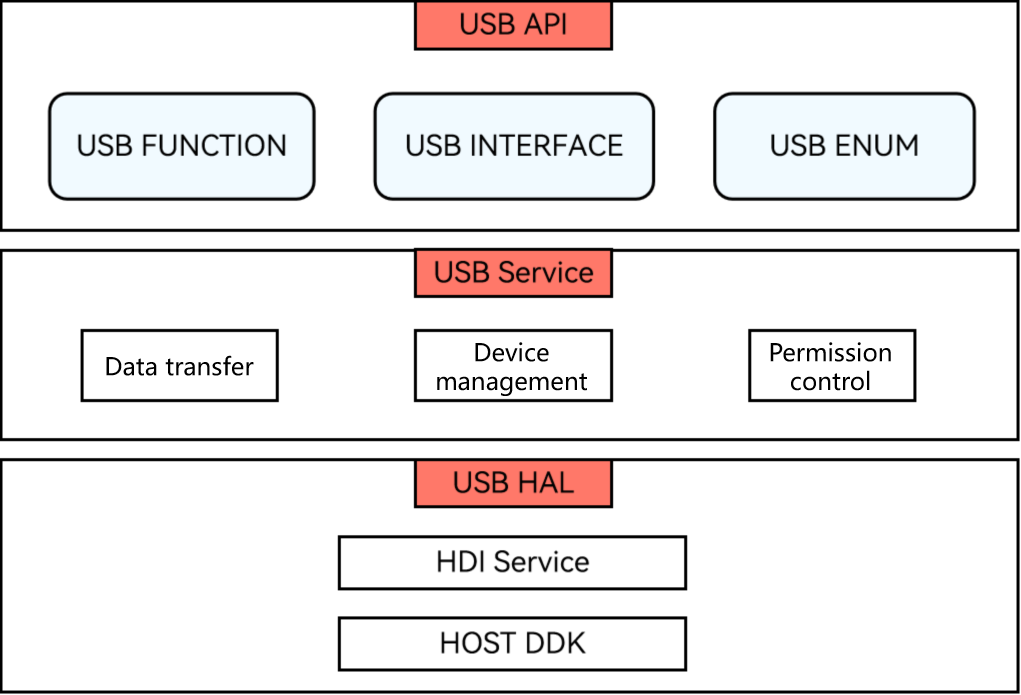 USB API
USB FUNCTION
USB INTERFACE
USB ENUM
USB Service
Data transfer
Device
management
Permission
control
USB HAL
HDI Service
HOST DDK